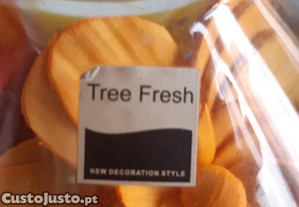 Tree Fresh
NEW DECORATION STYLE
CustoJusto.pt